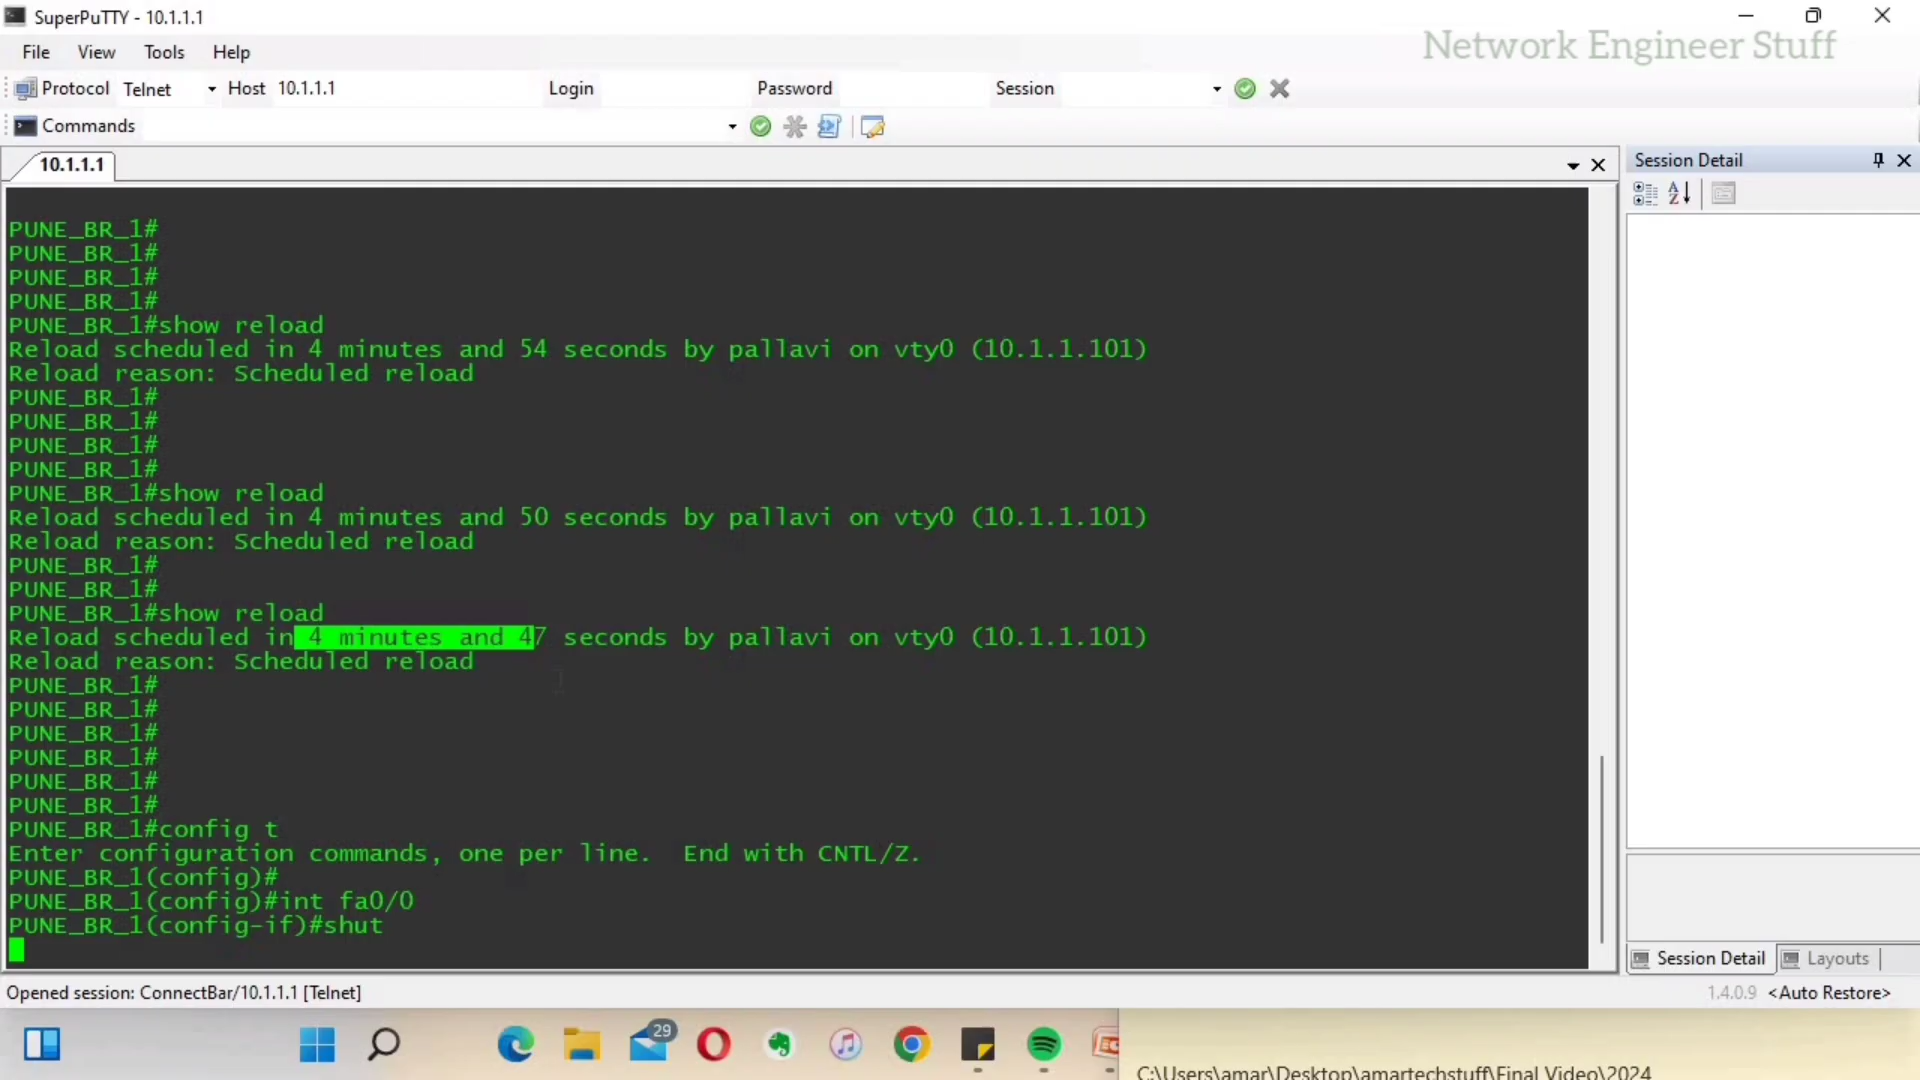 SuperPuTTY - 10.1.1.1
Network Engineer Stuff
File View Tools Help
Protocol Telnet Host 10.1.1.1 Login Password Session
Commands
10.1.1.1
Session Detail
PUNE_BR_1#
PUNE_BR_1#
PUNE_BR_1#
PUNE_BR_1#
PUNE_BR_1#show reload
Reload scheduled in 4 minutes and 54 seconds by pallavi on vty0 (10.1.1.101)
Reload reason: Scheduled reload
PUNE_BR_1#
PUNE_BR_1#
PUNE_BR_1#
PUNE_BR_1#
PUNE_BR_1#show reload
Reload scheduled in 4 minutes and 50 seconds by pallavi on vty0 (10.1.1.101)
Reload reason: Scheduled reload
PUNE_BR_1#
PUNE_BR_1#
PUNE_BR_1#show reload
Reload scheduled in 4 minutes and 47 seconds by pallavi on vty0 (10.1.1.101)
Reload reason: Scheduled reload
PUNE_BR_1#
PUNE_BR_1#
PUNE_BR_1#
PUNE_BR_1#
PUNE_BR_1#
PUNE_BR_1#
PUNE_BR_1#config t
Enter configuration commands, one per line.  End with CNTL/Z.
PUNE_BR_1(config)#
PUNE_BR_1(config)#int fa0/0
PUNE_BR_1(config-if)#shut
Session Detail Layouts
Opened session: ConnectBar/10.1.1.1 [Telnet]
1.4.0.9 <Auto Restore>
29
C:\Users\amar\Desktop\amartechstuff\Final Video\2024